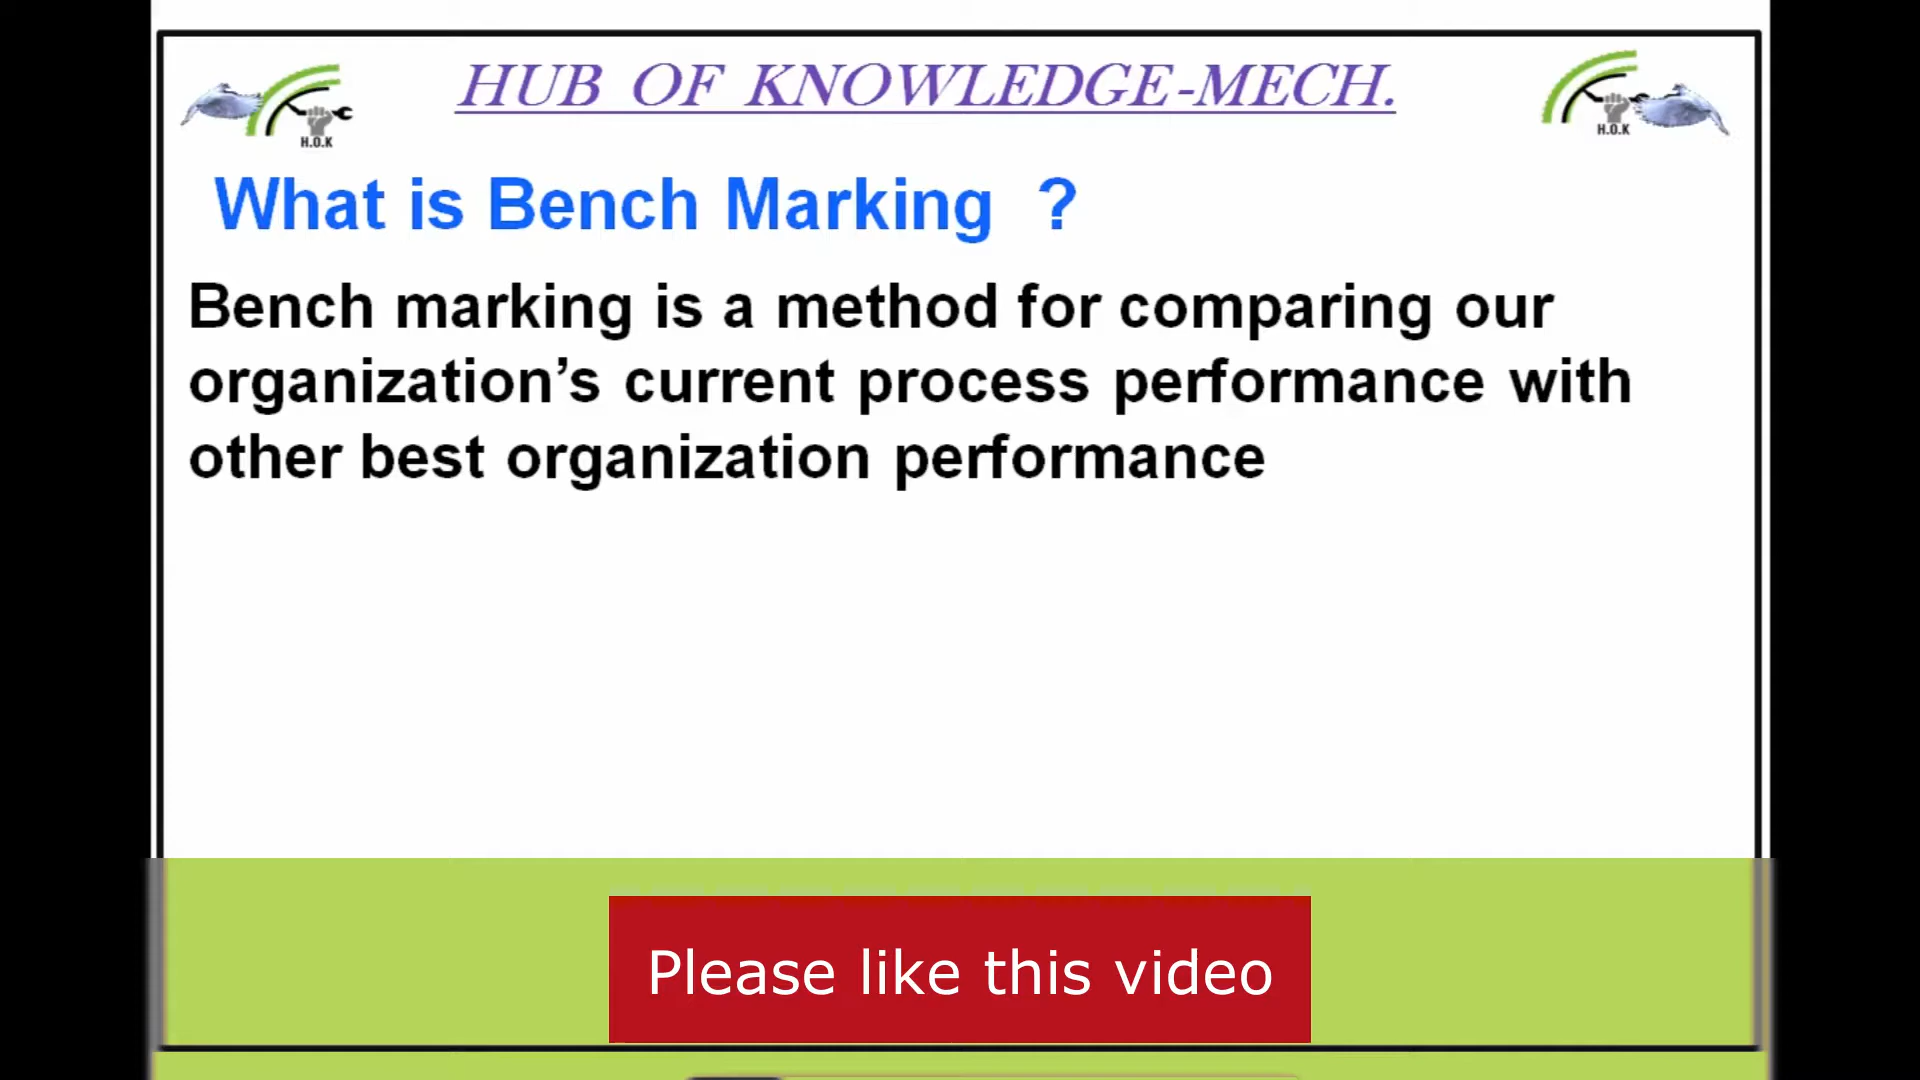 HUB OF KNOWLEDGE-MECH.
H.O.K
H.O.K
What is Bench Marking ?
Bench marking is a method for comparing our
organization’s current process performance with
other best organization performance
Please like this video